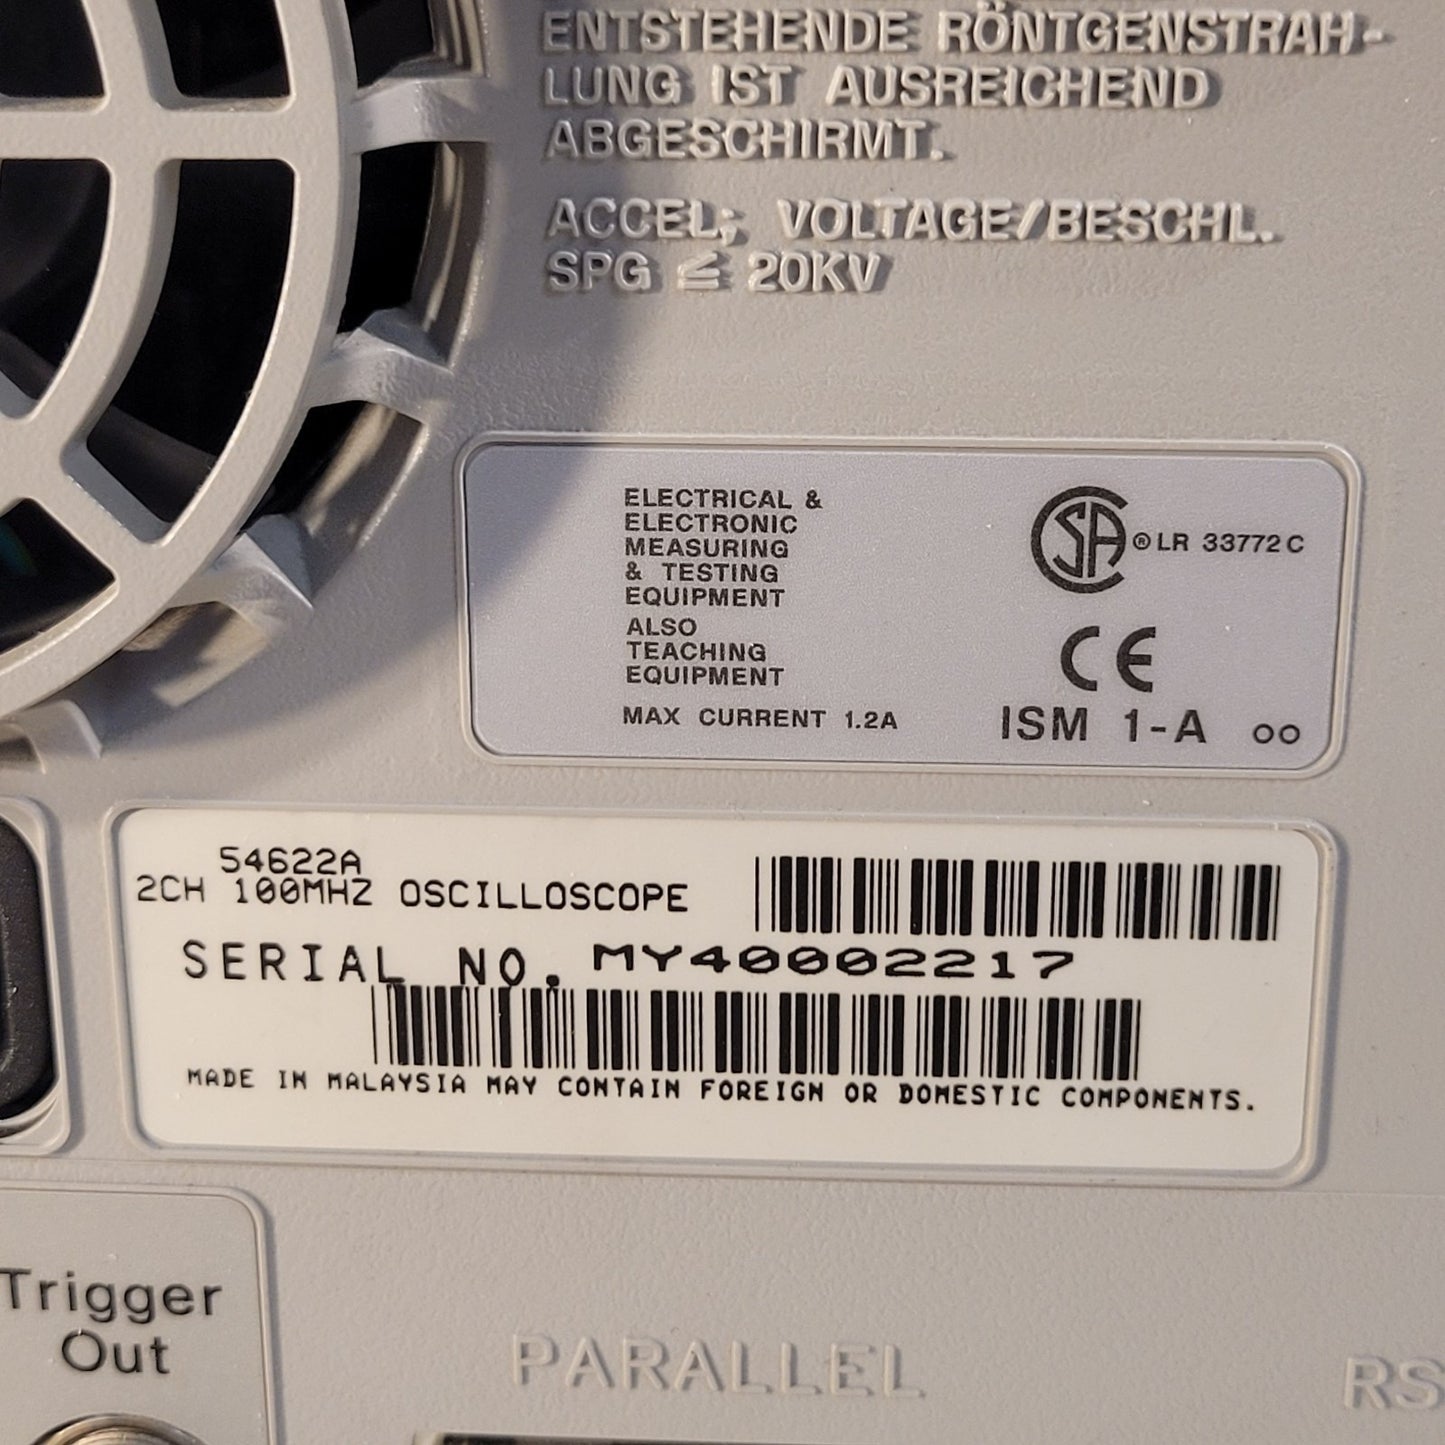 ENTSTEHENDE RÖNTGENSTRAH-
LUNG IST AUSREICHEND
ABGESCHIRMT.
ACCEL; VOLTAGE/BESCHL.
SPG ≤ 20KV
ELECTRICAL &
ELECTRONIC
MEASURING
& TESTING
EQUIPMENT
ALSO
TEACHING
EQUIPMENT
MAX CURRENT 1.2A
CSA ® LR 33772 C
CE
ISM 1-A
54622A
2CH 100MHZ OSCILLOSCOPE
SERIAL NO. MY40002217
MADE IN MALAYSIA MAY CONTAIN FOREIGN OR DOMESTIC COMPONENTS.
Trigger
Out
PARALLEL
RS